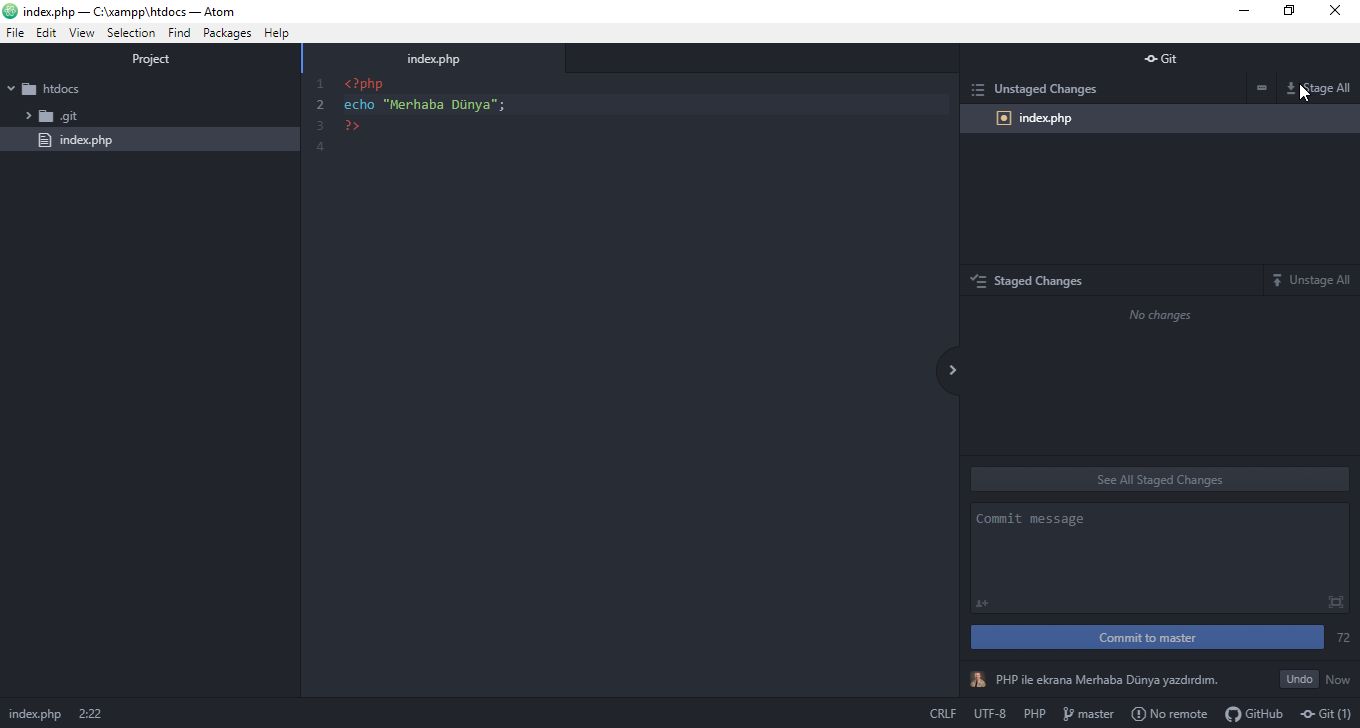 index.php — C:\xampp\htdocs — Atom
File Edit View Selection Find Packages Help
Project
htdocs
.git
index.php
index.php
1 <?php
2 echo "Merhaba Dünya";
3 ?>
4
Git
Unstaged Changes
Stage All
index.php
Staged Changes
Unstage All
No changes
See All Staged Changes
Commit message
Commit to master
72
PHP ile ekrana Merhaba Dünya yazdırdım.
Undo
Now
index.php 2:22
CRLF UTF-8 PHP master No remote GitHub Git (1)